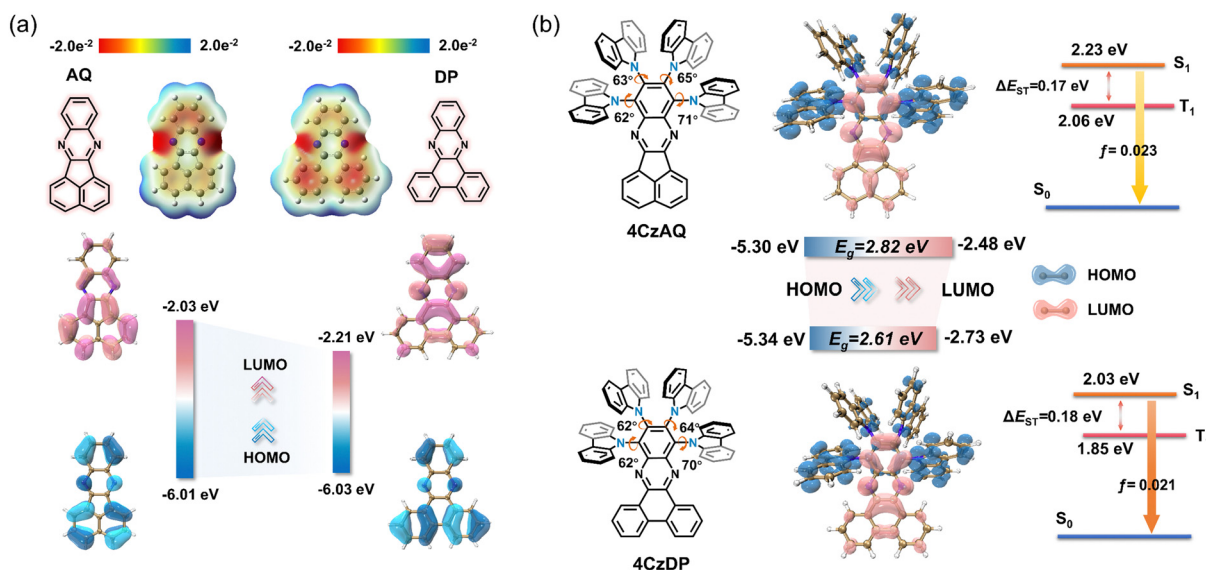 (a)
-2.0e⁻² 2.0e⁻² -2.0e⁻² 2.0e⁻²
AQ DP
N N
N N
-2.03 eV
-2.21 eV
LUMO
HOMO
-6.01 eV
-6.03 eV
(b)
63° 65°
N N
N N
62° 71°
N N
4CzAQ
2.23 eV
S₁
ΔE_ST=0.17 eV
T₁
2.06 eV
f = 0.023
S₀
-5.30 eV E_g=2.82 eV -2.48 eV
HOMO LUMO
-5.34 eV E_g=2.61 eV -2.73 eV
HOMO
LUMO
62° 64°
N N
N N
62° 70°
N N
4CzDP
2.03 eV
S₁
ΔE_ST=0.18 eV
T
1.85 eV
f = 0.021
S₀